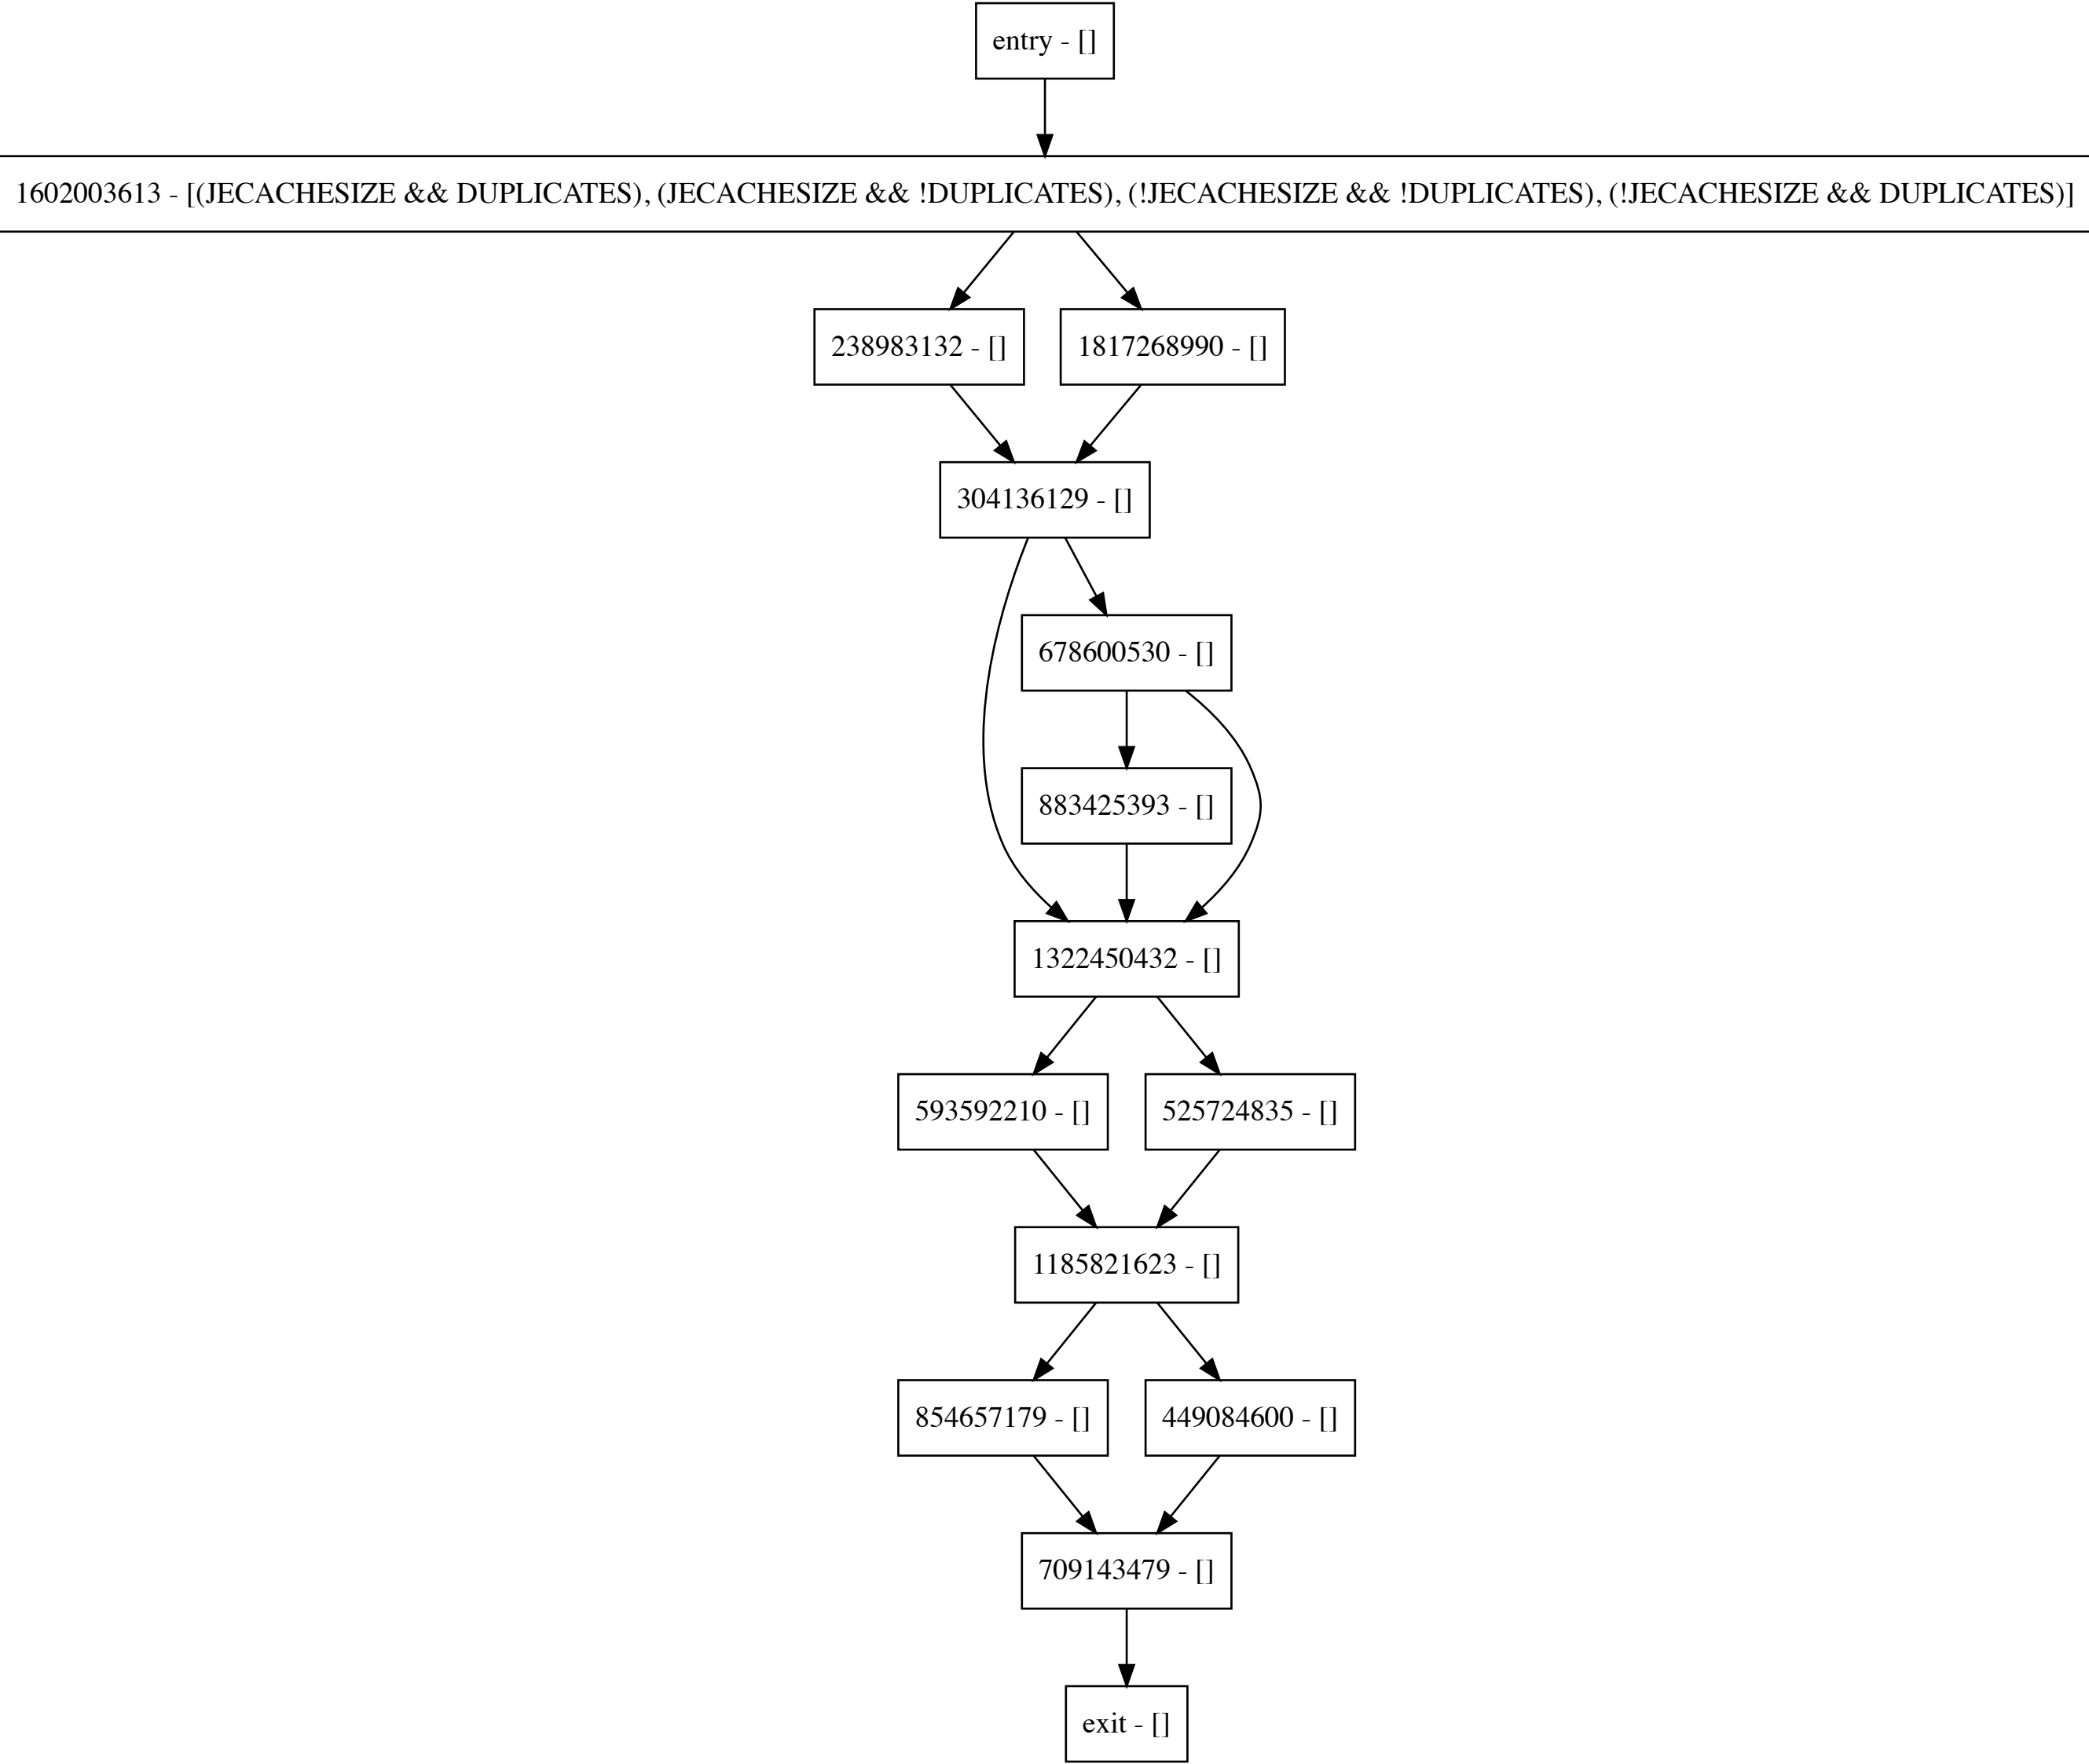 entry - []
1602003613 - [(JECACHESIZE && DUPLICATES), (JECACHESIZE && !DUPLICATES), (!JECACHESIZE && !DUPLICATES), (!JECACHESIZE && DUPLICATES)]
238983132 - []
1817268990 - []
304136129 - []
678600530 - []
883425393 - []
1322450432 - []
593592210 - []
525724835 - []
1185821623 - []
854657179 - []
449084600 - []
709143479 - []
exit - []